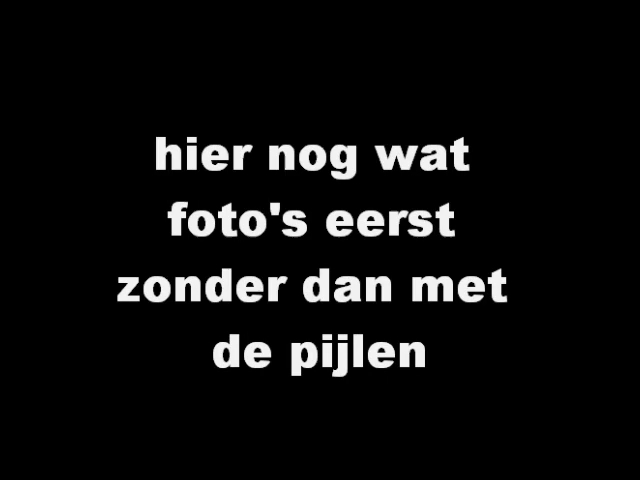 hier nog wat
foto's eerst
zonder dan met
de pijlen